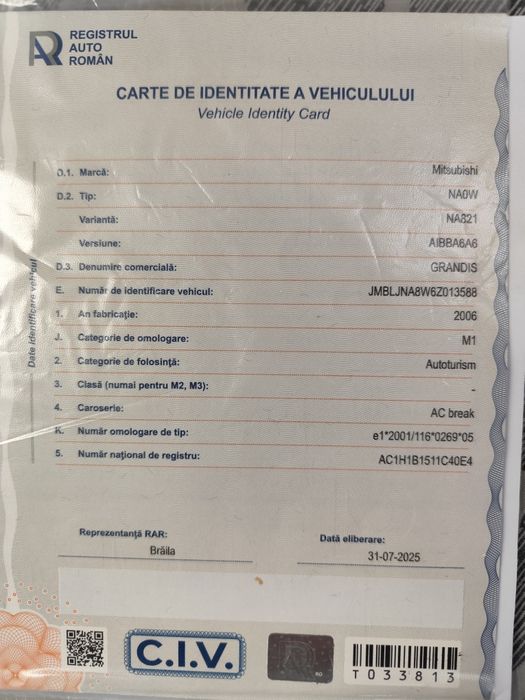 REGISTRUL
AUTO
ROMÂN
CARTE DE IDENTITATE A VEHICULULUI
Vehicle Identity Card
Date identificare vehicul
D.1. Marcă: Mitsubishi
D.2. Tip: NA0W
Variantă: NA821
Versiune: AIBBA6A6
D.3. Denumire comercială: GRANDIS
E. Număr de identificare vehicul: JMBLJNA8W6Z013588
1. An fabricație: 2006
J. Categorie de omologare: M1
2. Categorie de folosință: Autoturism
3. Clasă (numai pentru M2, M3): -
4. Caroserie: AC break
K. Număr omologare de tip: e1*2001/116*0269*05
5. Număr național de registru: AC1H1B1511C40E4
Reprezentanță RAR: Dată eliberare:
Brăila 31-07-2025
C.I.V.
T033813